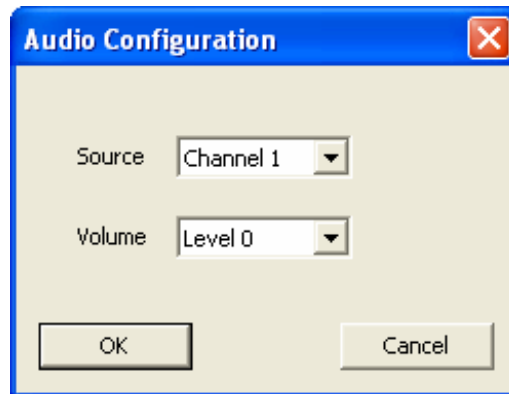 Audio Configuration
Source Channel 1
Volume Level 0
OK Cancel